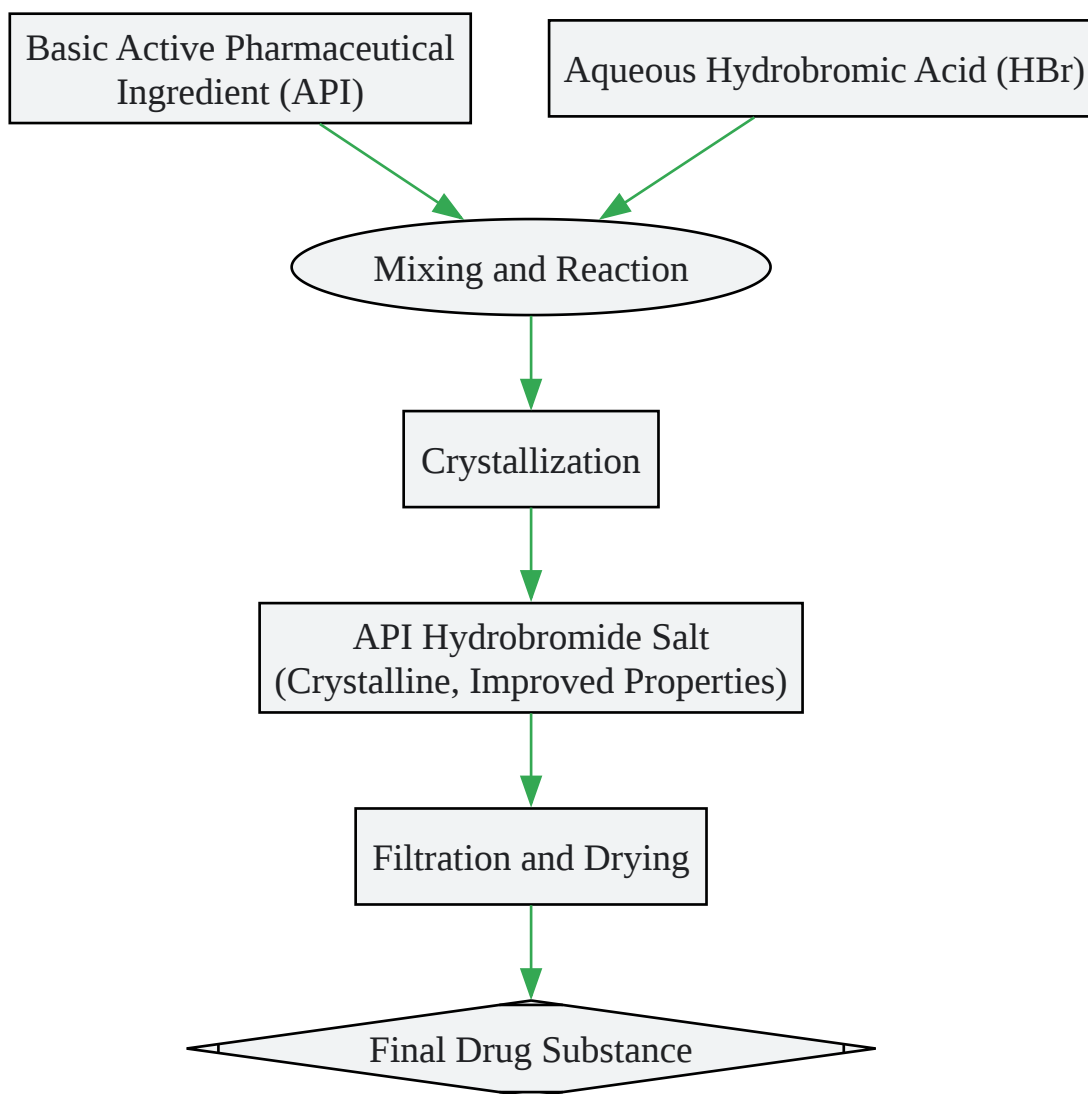 Basic Active Pharmaceutical
Ingredient (API)
Aqueous Hydrobromic Acid (HBr)
Mixing and Reaction
Crystallization
API Hydrobromide Salt
(Crystalline, Improved Properties)
Filtration and Drying
Final Drug Substance